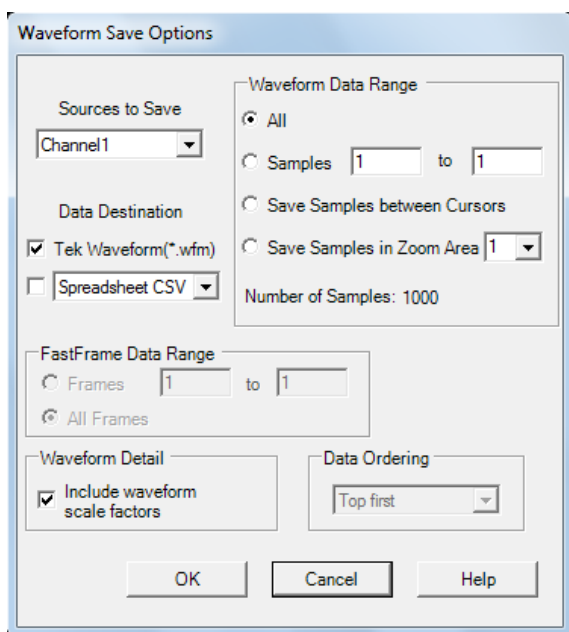 Waveform Save Options
Sources to Save
Channel1
Data Destination
Tek Waveform(*.wfm)
Spreadsheet CSV
Waveform Data Range
All
Samples 1 to 1
Save Samples between Cursors
Save Samples in Zoom Area 1
Number of Samples: 1000
FastFrame Data Range
Frames 1 to 1
All Frames
Waveform Detail
Include waveform
scale factors
Data Ordering
Top first
OK Cancel Help